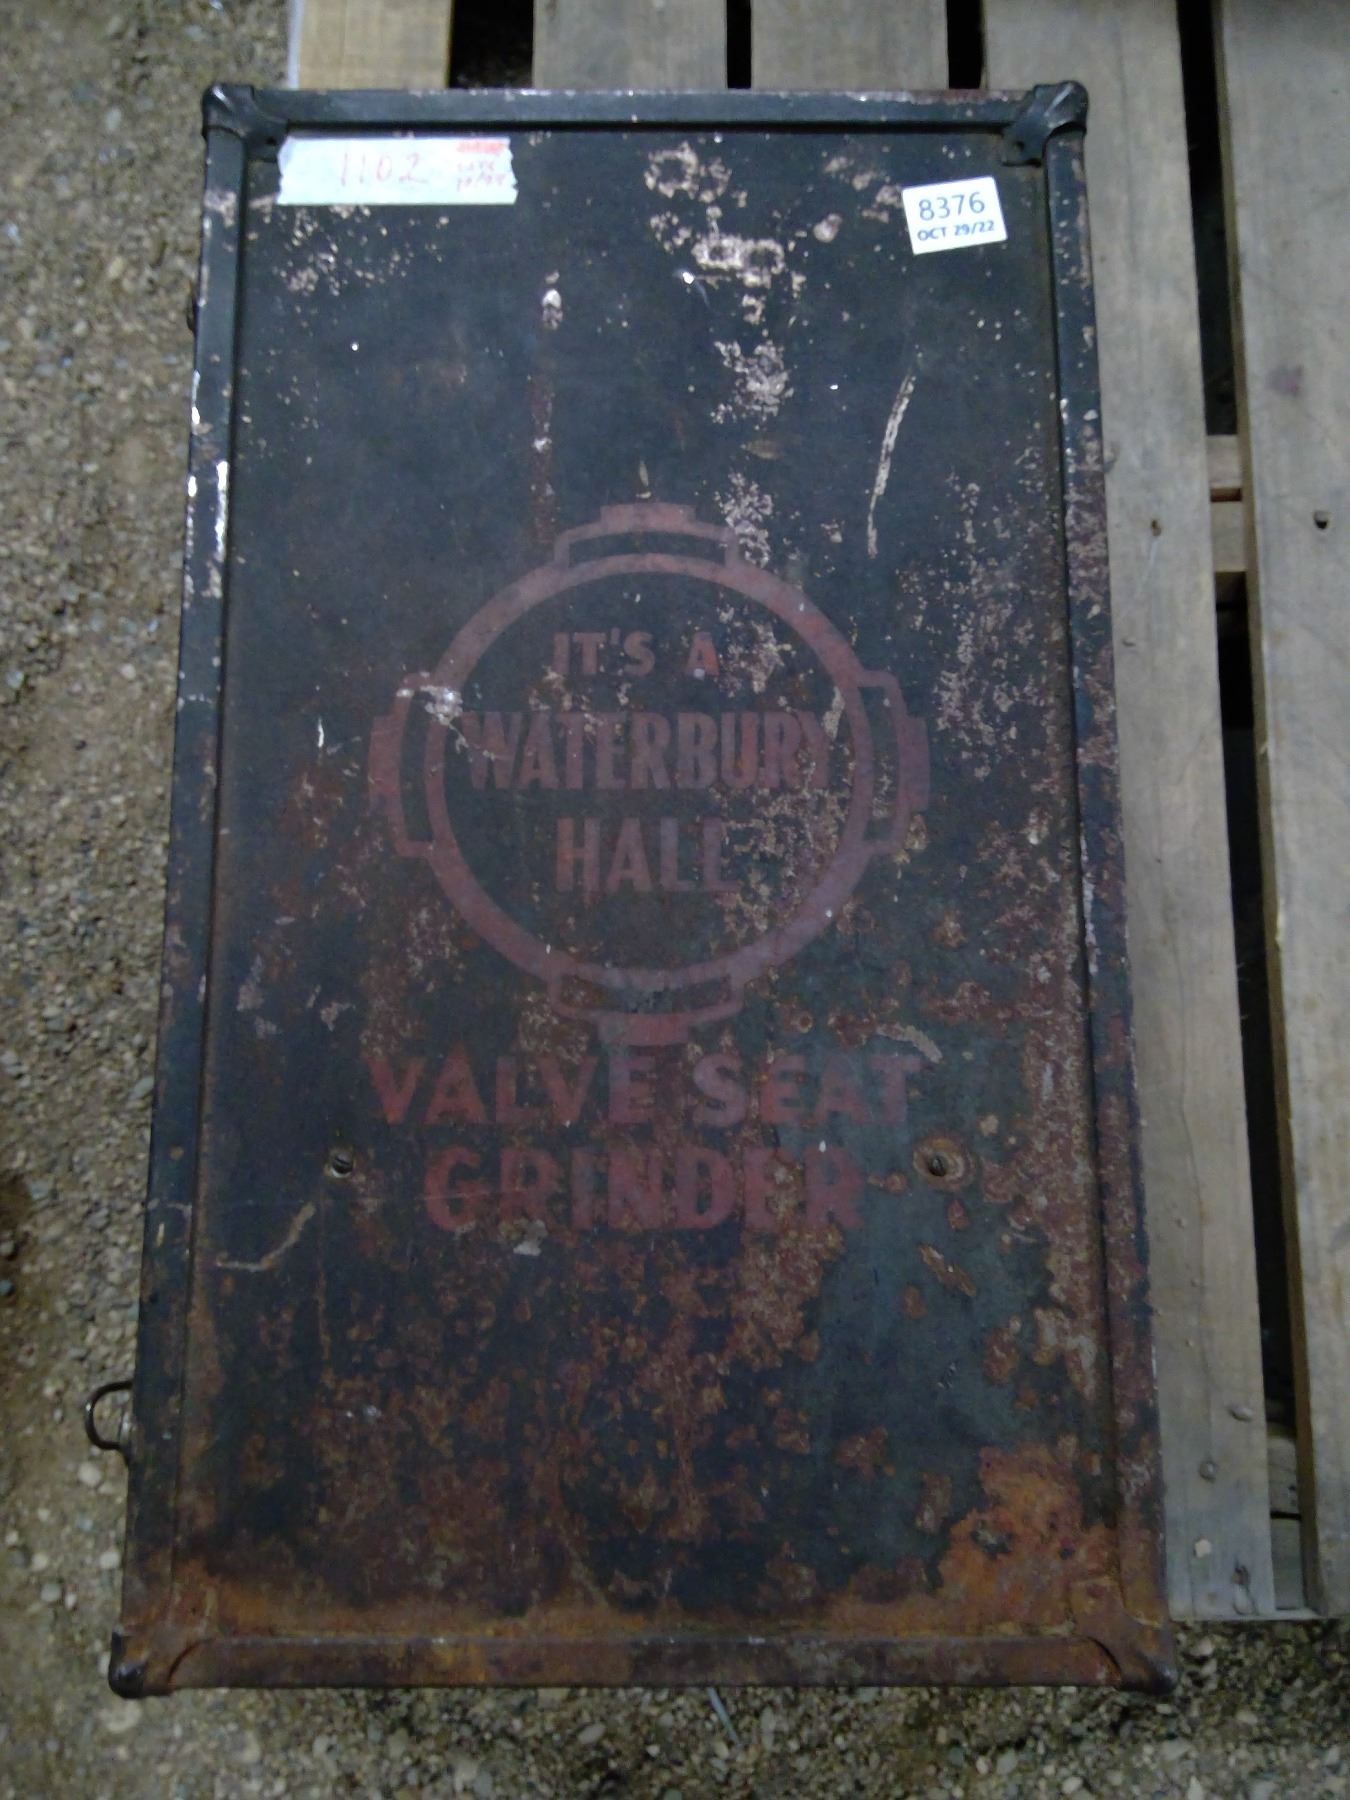 1102
8376
OCT 29/22
IT'S A
WATERBURY
HALL
VALVE SEAT
GRINDER